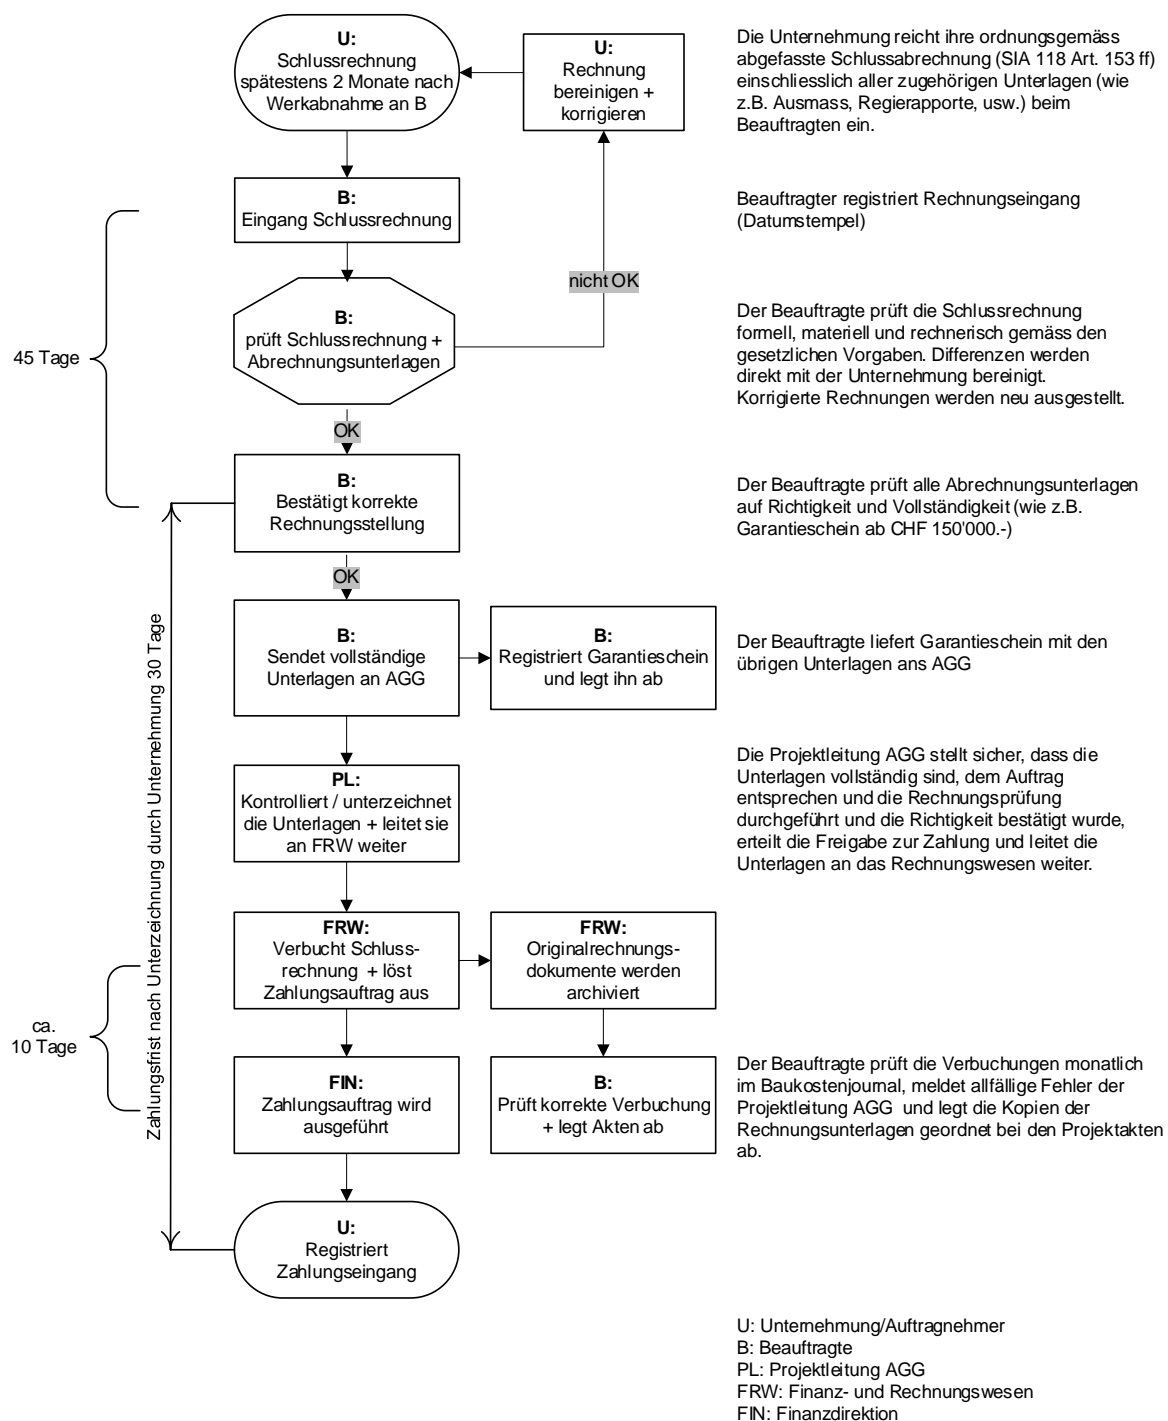 U:
Schlussrechnung
spätestens 2 Monate nach
Werkabnahme an B
U:
Rechnung
bereinigen +
korrigieren
Die Unternehmung reicht ihre ordnungsgemäss
abgefasste Schlussabrechnung (SIA 118 Art. 153 ff)
einschliesslich aller zugehörigen Unterlagen (wie
z.B. Ausmass, Regierapporte, usw.) beim
Beauftragten ein.
B:
Eingang Schlussrechnung
Beauftragter registriert Rechnungseingang
(Datumstempel)
nicht OK
45 Tage
B:
prüft Schlussrechnung +
Abrechnungsunterlagen
Der Beauftragte prüft die Schlussrechnung
formell, materiell und rechnerisch gemäss den
gesetzlichen Vorgaben. Differenzen werden
direkt mit der Unternehmung bereinigt.
Korrigierte Rechnungen werden neu ausgestellt.
OK
B:
Bestätigt korrekte
Rechnungsstellung
Der Beauftragte prüft alle Abrechnungsunterlagen
auf Richtigkeit und Vollständigkeit (wie z.B.
Garantieschein ab CHF 150'000.-)
OK
Zahlungsfrist nach Unterzeichnung durch Unternehmung 30 Tage
B:
Sendet vollständige
Unterlagen an AGG
B:
Registriert Garantieschein
und legt ihn ab
Der Beauftragte liefert Garantieschein mit den
übrigen Unterlagen ans AGG
PL:
Kontrolliert / unterzeichnet
die Unterlagen + leitet sie
an FRW weiter
Die Projektleitung AGG stellt sicher, dass die
Unterlagen vollständig sind, dem Auftrag
entsprechen und die Rechnungsprüfung
durchgeführt und die Richtigkeit bestätigt wurde,
erteilt die Freigabe zur Zahlung und leitet die
Unterlagen an das Rechnungswesen weiter.
FRW:
Verbucht Schluss-
rechnung + löst
Zahlungsauftrag aus
FRW:
Originalrechnungs-
dokumente werden
archiviert
ca.
10 Tage
FIN:
Zahlungsauftrag wird
ausgeführt
B:
Prüft korrekte Verbuchung
+ legt Akten ab
Der Beauftragte prüft die Verbuchungen monatlich
im Baukostenjournal, meldet allfällige Fehler der
Projektleitung AGG und legt die Kopien der
Rechnungsunterlagen geordnet bei den Projektakten
ab.
U:
Registriert
Zahlungseingang
U: Unternehmung/Auftragnehmer
B: Beauftragte
PL: Projektleitung AGG
FRW: Finanz- und Rechnungswesen
FIN: Finanzdirektion